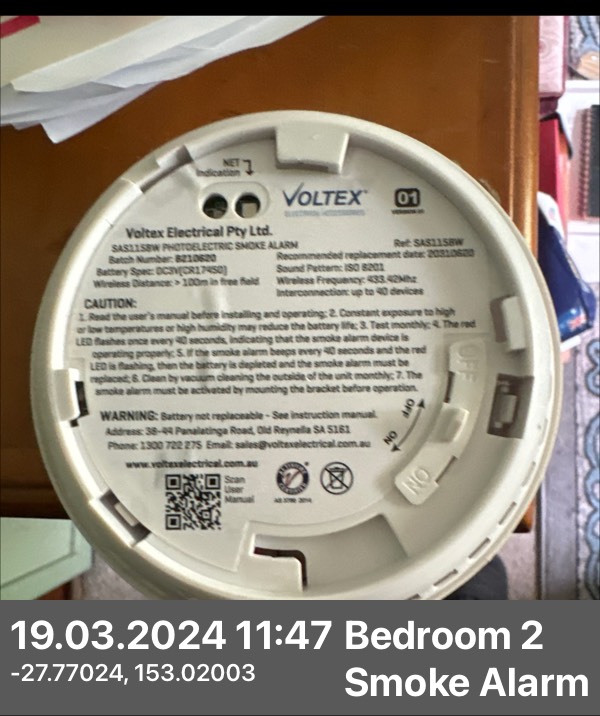 NET
Indication
VOLTEX
ELECTRICAL ACCESSORIES
01
VERSION 01
Voltex Electrical Pty Ltd.
SAS115BW PHOTOELECTRIC SMOKE ALARM Ref: SAS115BW
Batch Number: B210620 Recommended replacement date: 20310620
Battery Spec: DC3V(CR17450) Sound Pattern: ISO 8201
Wireless Distance: > 100m in free field Wireless Frequency: 433.42Mhz
Interconnection: up to 40 devices
CAUTION:
1. Read the user's manual before installing and operating; 2. Constant exposure to high
or low temperatures or high humidity may reduce the battery life; 3. Test monthly; 4. The red
LED flashes once every 40 seconds, indicating that the smoke alarm device is
operating properly; 5. If the smoke alarm beeps every 40 seconds and the red
LED is flashing, then the battery is depleted and the smoke alarm must be
replaced; 6. Clean by vacuum cleaning the outside of the unit monthly; 7. The
smoke alarm must be activated by mounting the bracket before operation.
WARNING: Battery not replaceable - See instruction manual.
Address: 38-44 Panalatinga Road, Old Reynella SA 5161
Phone: 1300 722 275 Email: sales@voltexelectrical.com.au
www.voltexelectrical.com.au
Scan
User
Manual
AS 3786 2014
OFF
ON
OFF
ON
19.03.2024 11:47 Bedroom 2
-27.77024, 153.02003 Smoke Alarm